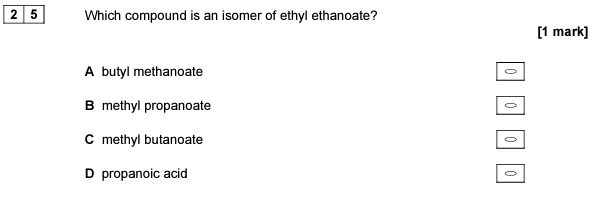 2 5 Which compound is an isomer of ethyl ethanoate?
[1 mark]
A butyl methanoate
B methyl propanoate
C methyl butanoate
D propanoic acid